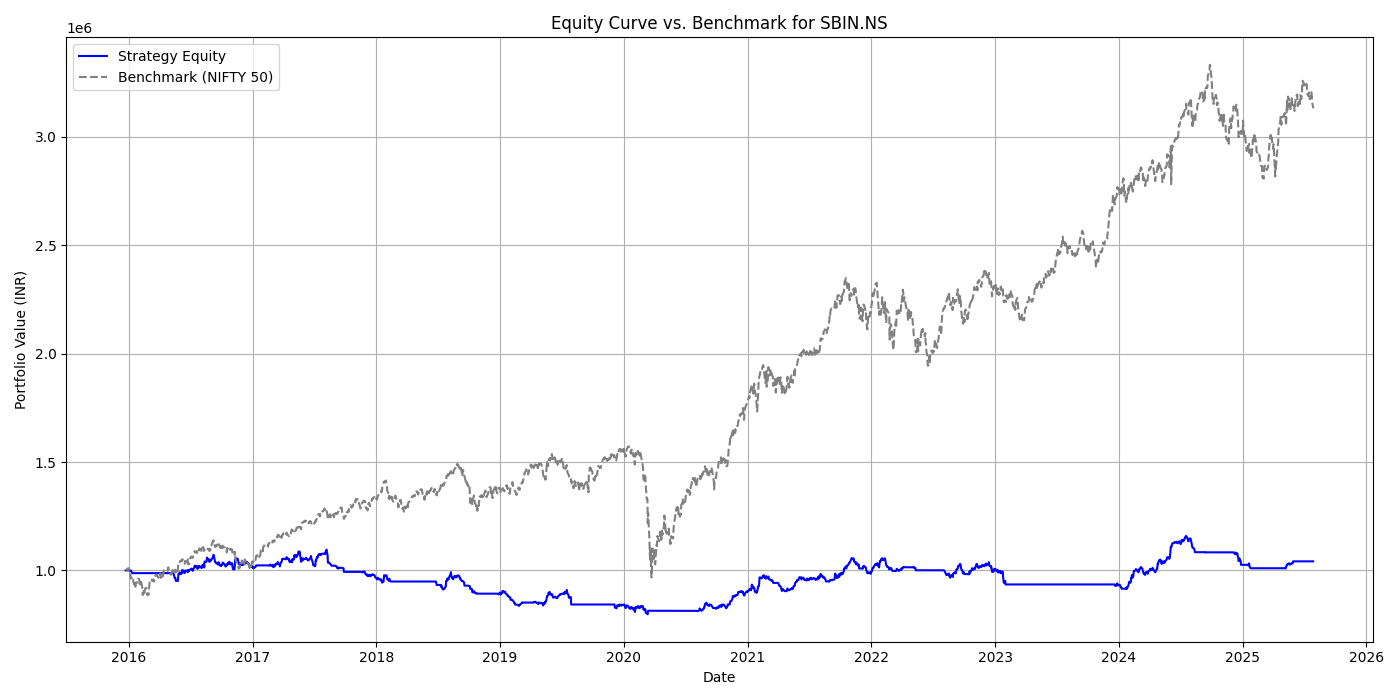 Equity Curve vs. Benchmark for SBIN.NS
1e6
Strategy Equity
Benchmark (NIFTY 50)
3.0
2.5
2.0
1.5
1.0
Portfolio Value (INR)
2016 2017 2018 2019 2020 2021 2022 2023 2024 2025 2026
Date